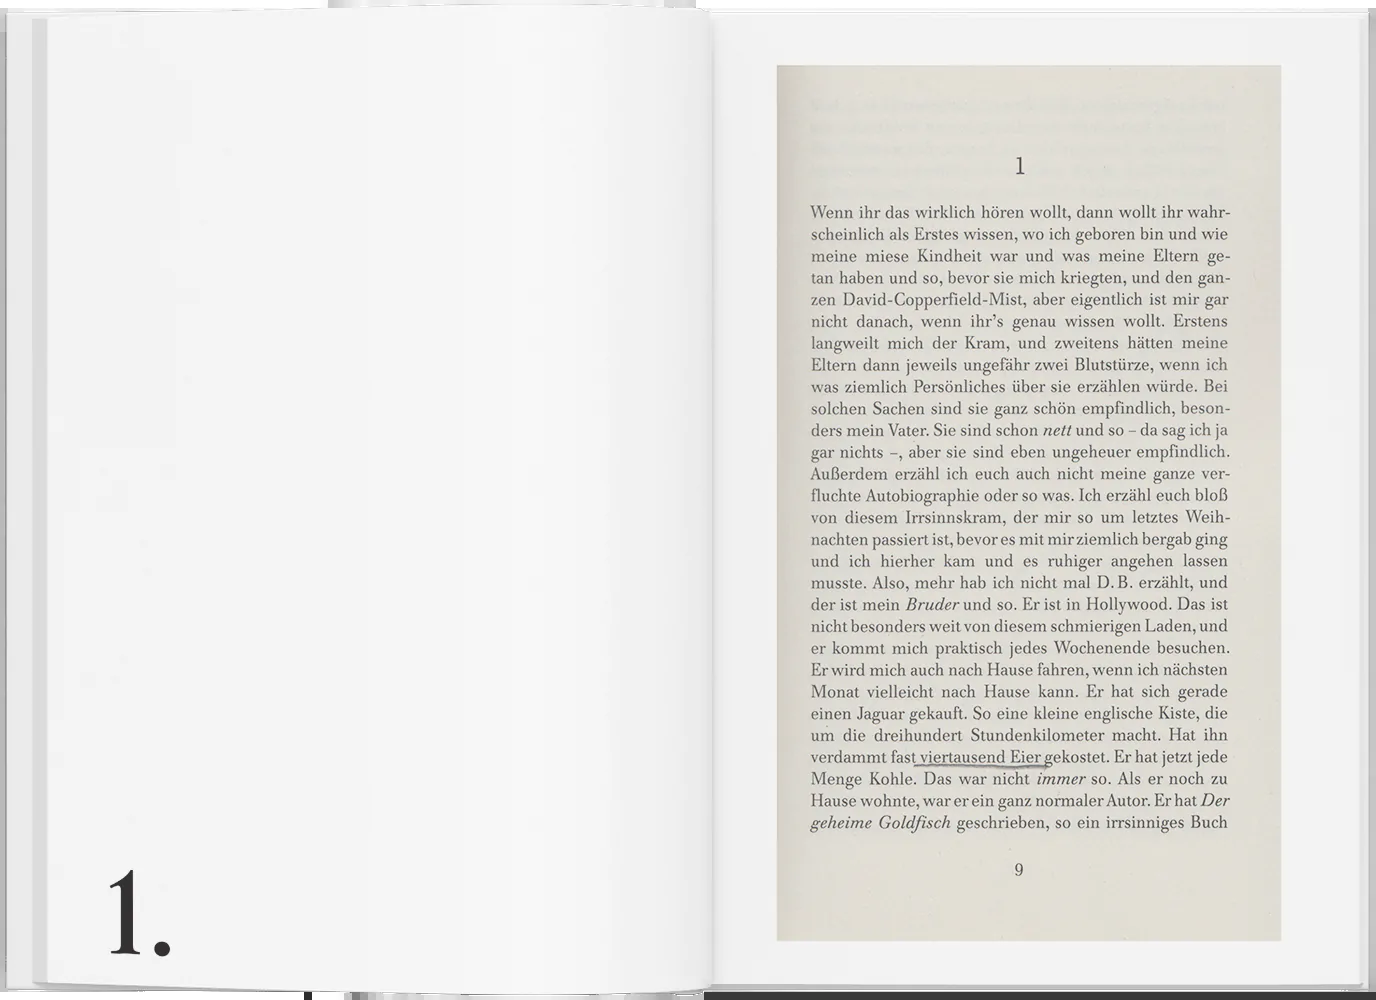 1.
1
Wenn ihr das wirklich hören wollt, dann wollt ihr wahr-
scheinlich als Erstes wissen, wo ich geboren bin und wie
meine miese Kindheit war und was meine Eltern ge-
tan haben und so, bevor sie mich kriegten, und den gan-
zen David-Copperfield-Mist, aber eigentlich ist mir gar
nicht danach, wenn ihr’s genau wissen wollt. Erstens
langweilt mich der Kram, und zweitens hätten meine
Eltern dann jeweils ungefähr zwei Blutstürze, wenn ich
was ziemlich Persönliches über sie erzählen würde. Bei
solchen Sachen sind sie ganz schön empfindlich, beson-
ders mein Vater. Sie sind schon nett und so – da sag ich ja
gar nichts –, aber sie sind eben ungeheuer empfindlich.
Außerdem erzähl ich euch auch nicht meine ganze ver-
fluchte Autobiographie oder so was. Ich erzähl euch bloß
von diesem Irrsinnskram, der mir so um letztes Weih-
nachten passiert ist, bevor es mit mir ziemlich bergab ging
und ich hierher kam und es ruhiger angehen lassen
musste. Also, mehr hab ich nicht mal D. B. erzählt, und
der ist mein Bruder und so. Er ist in Hollywood. Das ist
nicht besonders weit von diesem schmierigen Laden, und
er kommt mich praktisch jedes Wochenende besuchen.
Er wird mich auch nach Hause fahren, wenn ich nächsten
Monat vielleicht nach Hause kann. Er hat sich gerade
einen Jaguar gekauft. So eine kleine englische Kiste, die
um die dreihundert Stundenkilometer macht. Hat ihn
verdammt fast viertausend Eier gekostet. Er hat jetzt jede
Menge Kohle. Das war nicht immer so. Als er noch zu
Hause wohnte, war er ein ganz normaler Autor. Er hat Der
geheime Goldfisch geschrieben, so ein irrsinniges Buch
9